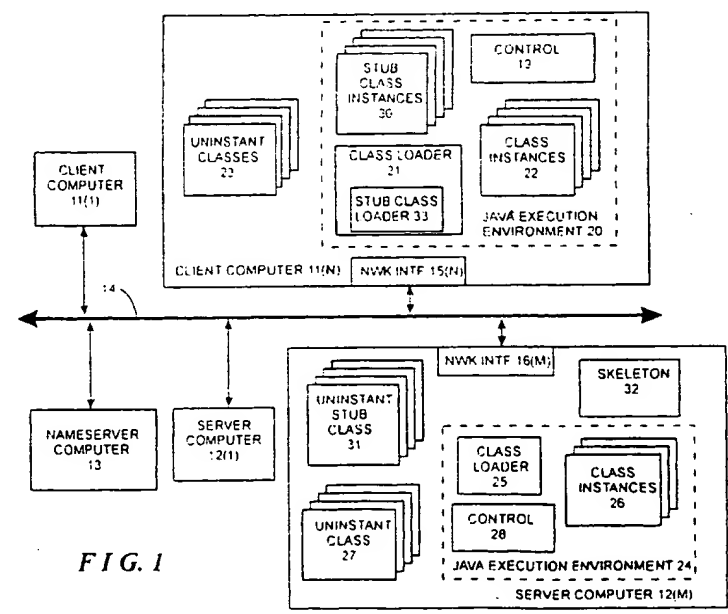 STUB
CLASS
INSTANCES
30
CONTROL
UNINSTANT
CLASSES
23
CLASS LOADER
21
STUB CLASS
LOADER 33
CLASS
INSTANCES
22
JAVA EXECUTION
ENVIRONMENT 20
CLIENT
COMPUTER
11(1)
CLIENT COMPUTER 11(N)
NWK INTF 15(N)
14
NWK INTF 16(M)
NAMESERVER
COMPUTER
13
SERVER
COMPUTER
12(1)
UNINSTANT
STUB
CLASS
31
SKELETON
32
CLASS
LOADER
25
CLASS
INSTANCES
26
UNINSTANT
CLASS
27
CONTROL
28
JAVA EXECUTION ENVIRONMENT 24
SERVER COMPUTER 12(M)
FIG. 1